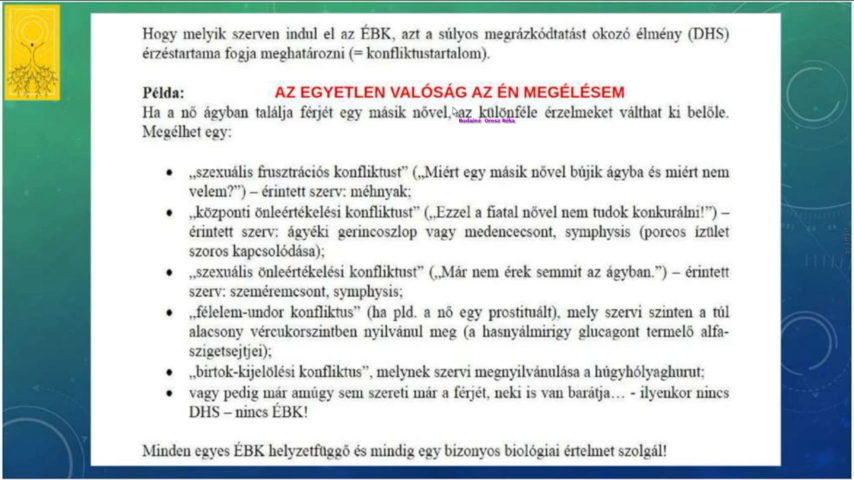 Hogy melyik szerven indul el az ÉBK, azt a súlyos megrázkódtatást okozó élmény (DHS)
érzéstartama fogja meghatározni (= konfliktustartalom).
Példa: AZ EGYETLEN VALÓSÁG AZ ÉN MEGÉLÉSEM
Ha a nő ágyban találja férjét egy másik nővel, az különféle érzelmeket válthat ki belőle.
Megélhet egy:
• „szexuális frusztrációs konfliktust” („Miért egy másik nővel bújik ágyba és miért nem
velem?”) – érintett szerv: méhnyak;
• „központi önleértékelési konfliktust” („Ezzel a fiatal nővel nem tudok konkurálni!”) –
érintett szerv: ágyéki gerincoszlop vagy medencecsont, symphysis (porcos ízület
szoros kapcsolódása);
• „szexuális önleértékelési konfliktust” („Már nem érek semmit az ágyban.”) – érintett
szerv: szeméremcsont, symphysis;
• „félelem-undor konfliktus” (ha pld. a nő egy prostituált), mely szervi szinten a túl
alacsony vércukorszintben nyilvánul meg (a hasnyálmirigy glucagont termelő alfa-
szigetsejtjei);
• „birtok-kijelölési konfliktus”, melynek szervi megnyilvánulása a húgyhólyaghurut;
• vagy pedig már amúgy sem szereti már a férjét, neki is van barátja… - ilyenkor nincs
DHS – nincs ÉBK!
Minden egyes ÉBK helyzetfüggő és mindig egy bizonyos biológiai értelmet szolgál!